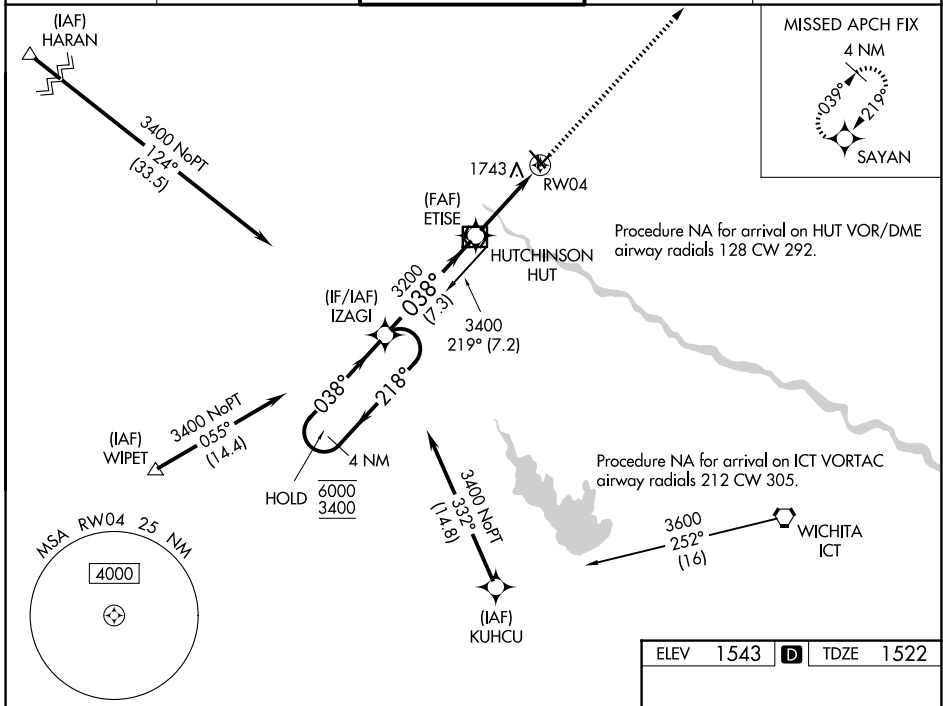 (IAF)
HARAN
3400 NoPT
124°
(33.5)
MISSED APCH FIX
4 NM
039°
219°
SAYAN
1743
RW04
(FAF)
ETISE
HUTCHINSON
HUT
Procedure NA for arrival on HUT VOR/DME
airway radials 128 CW 292.
3200
038°
(7.3)
3400
219° (7.2)
(IF/IAF)
IZAGI
038°
218°
4 NM
HOLD
6000
3400
(IAF)
WIPET
3400 NoPT
055°
(14.4)
3400 NoPT
332°
(14.8)
(IAF)
KUHCU
Procedure NA for arrival on ICT VORTAC
airway radials 212 CW 305.
3600
252°
(16)
WICHITA
ICT
MSA RW04 25 NM
4000
ELEV 1543 D TDZE 1522